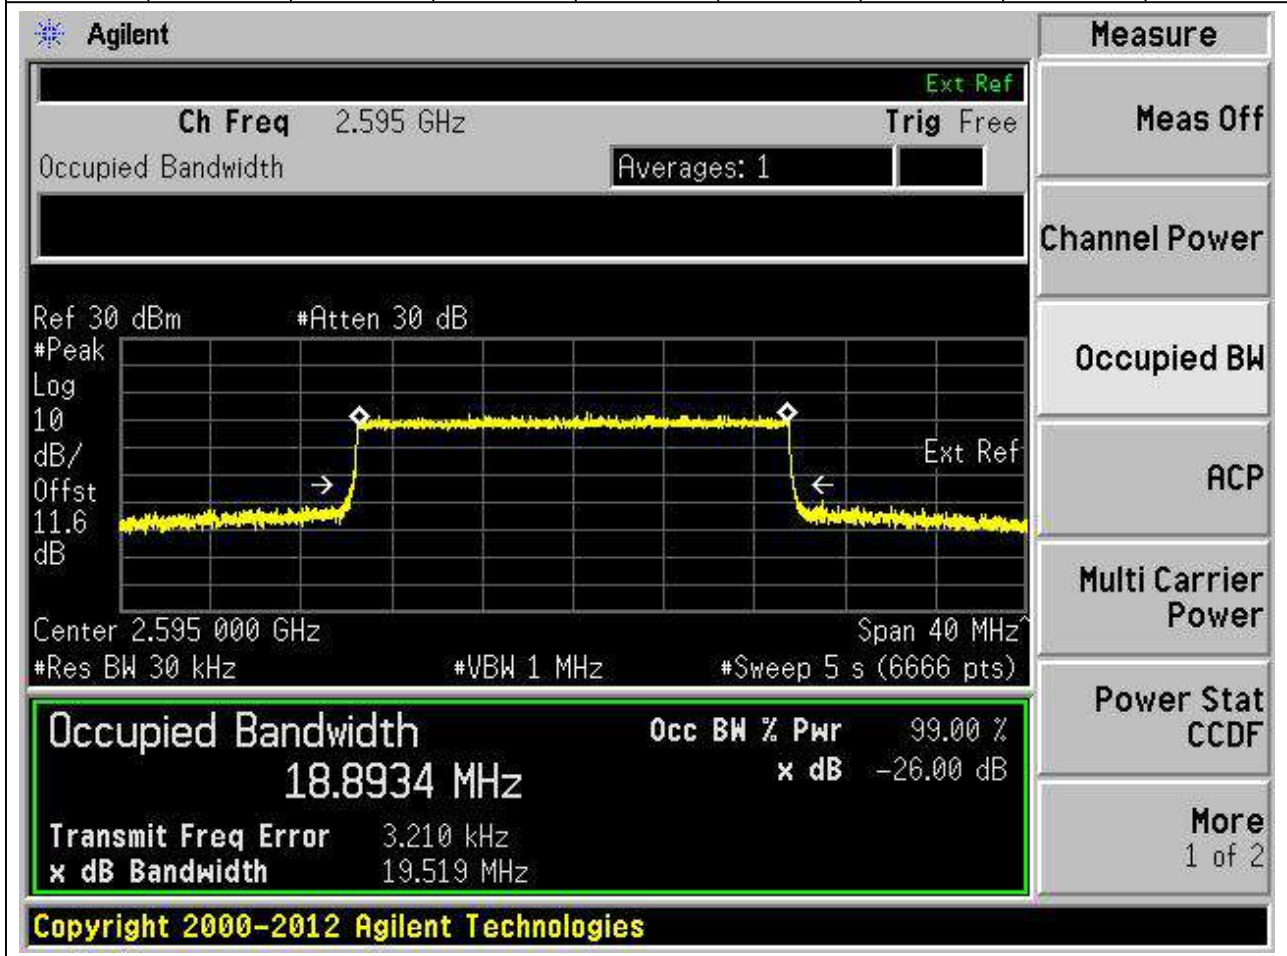 Agilent
Measure
Ext Ref
Ch Freq 2.595 GHz Trig Free
Occupied Bandwidth Averages: 1
Meas Off
Channel Power
Occupied BW
ACP
Multi Carrier
Power
Power Stat
CCDF
More
1 of 2
Ref 30 dBm #Atten 30 dB
#Peak
Log
10
dB/
Offst
11.6
dB
Ext Ref
Center 2.595 000 GHz Span 40 MHz^
#Res BW 30 kHz #VBW 1 MHz #Sweep 5 s (6666 pts)
Occupied Bandwidth
18.8934 MHz
Occ BW % Pwr 99.00 %
x dB -26.00 dB
Transmit Freq Error 3.210 kHz
x dB Bandwidth 19.519 MHz
Copyright 2000-2012 Agilent Technologies